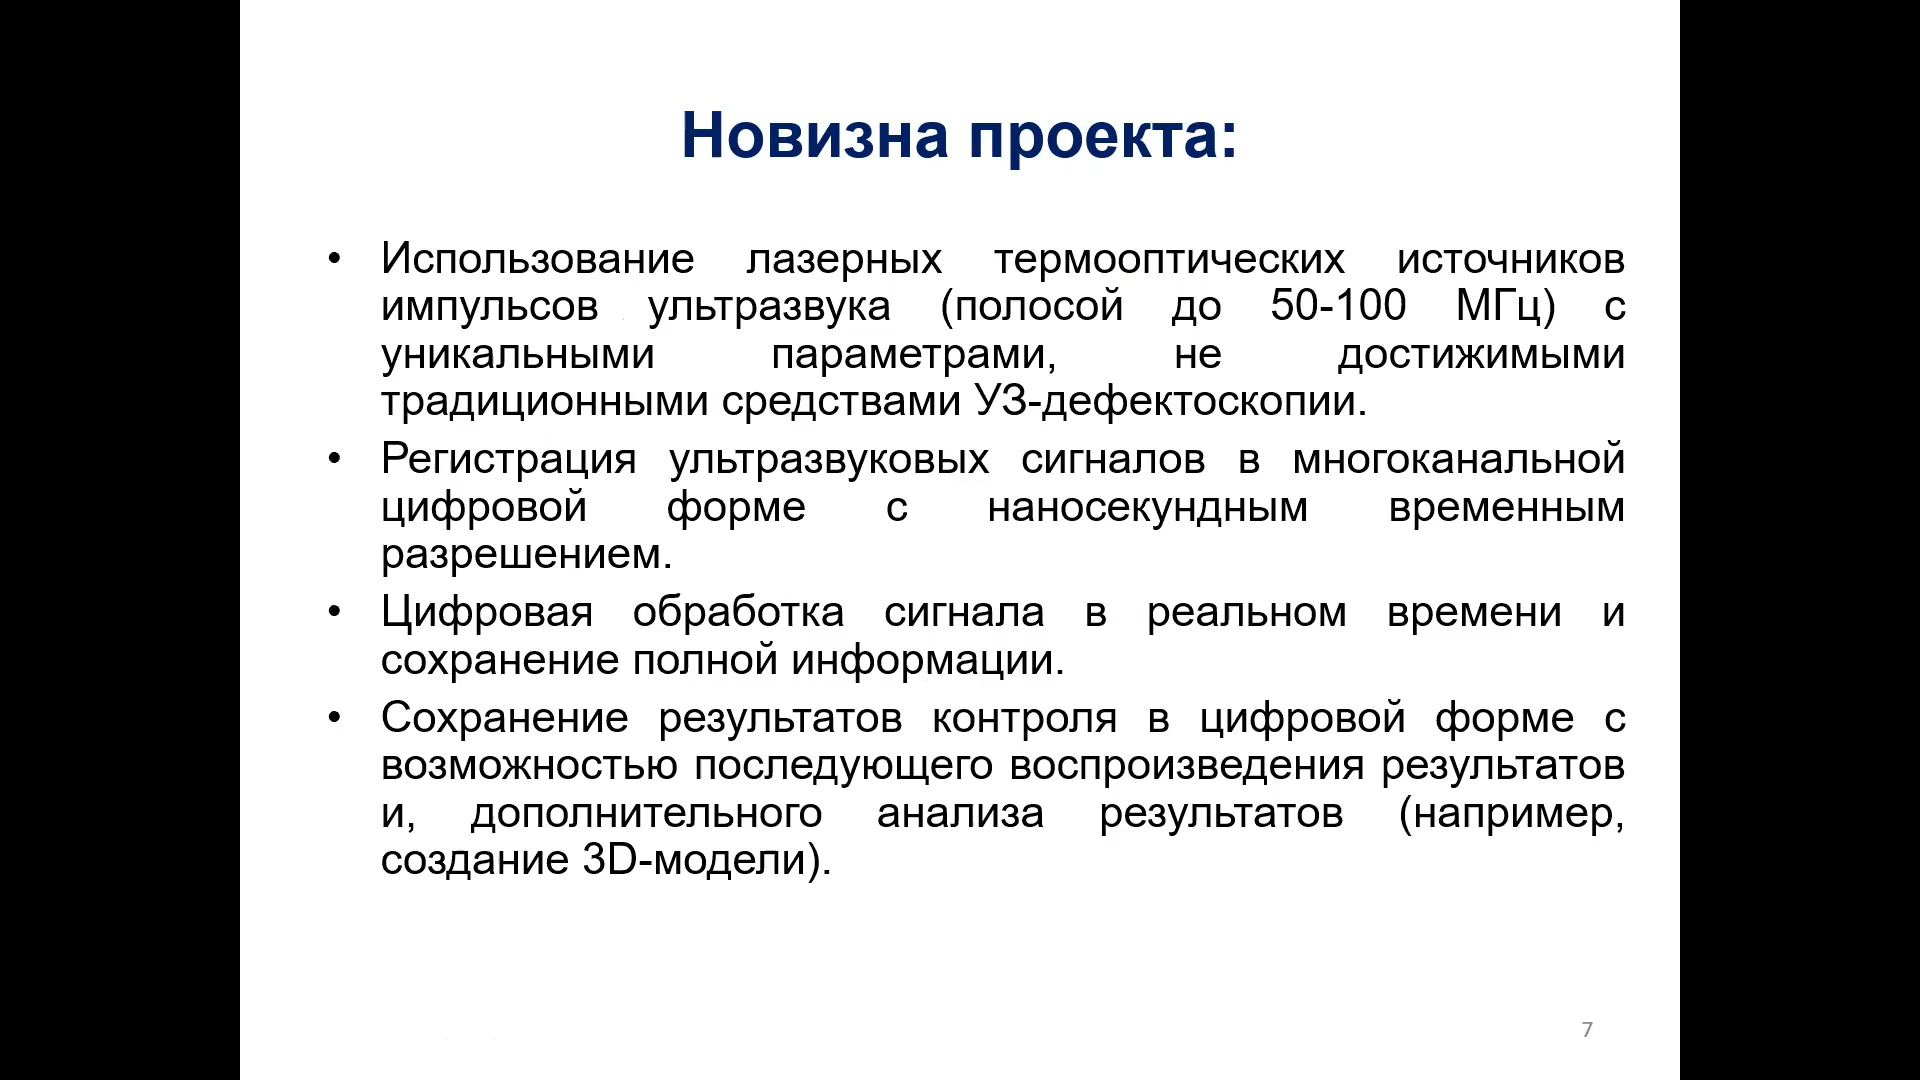 Новизна проекта:
• Использование лазерных термооптических источников
импульсов ультразвука (полосой до 50-100 МГц) с
уникальными параметрами, не достижимыми
традиционными средствами УЗ-дефектоскопии.
• Регистрация ультразвуковых сигналов в многоканальной
цифровой форме с наносекундным временным
разрешением.
• Цифровая обработка сигнала в реальном времени и
сохранение полной информации.
• Сохранение результатов контроля в цифровой форме с
возможностью последующего воспроизведения результатов
и, дополнительного анализа результатов (например,
создание 3D-модели).
7